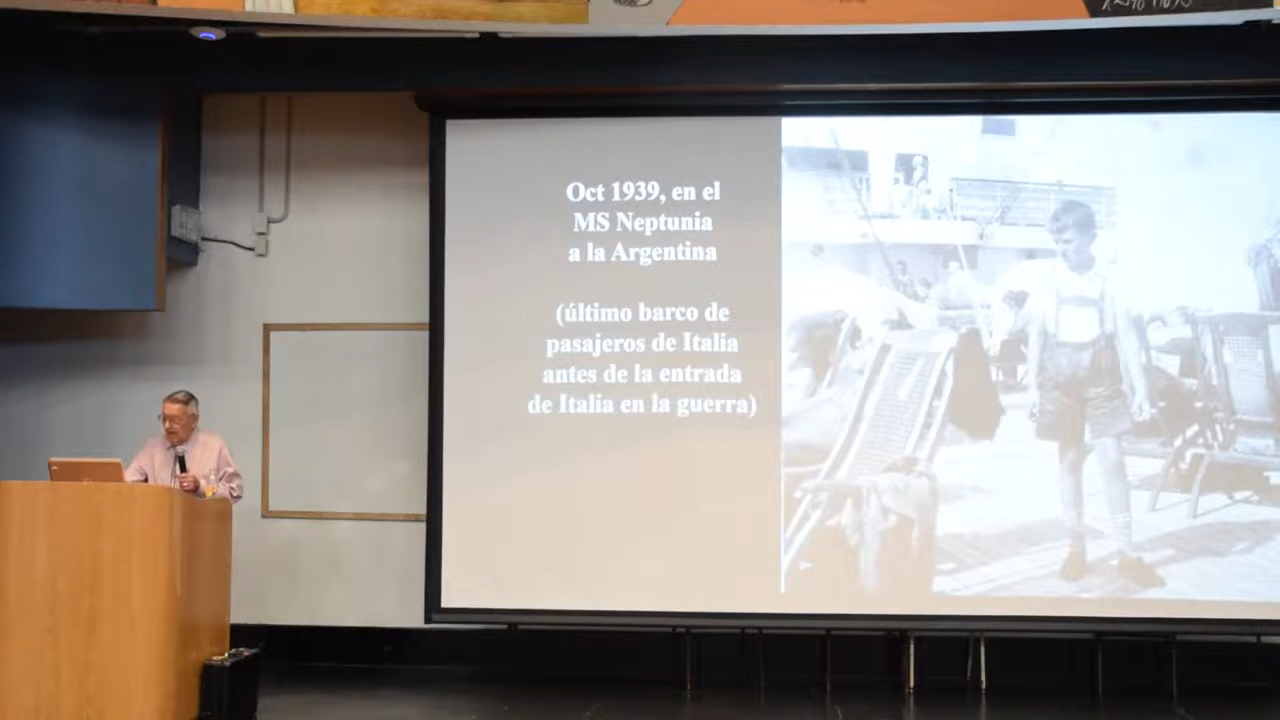 Oct 1939, en el
MS Neptunia
a la Argentina
(último barco de
pasajeros de Italia
antes de la entrada
de Italia en la guerra)